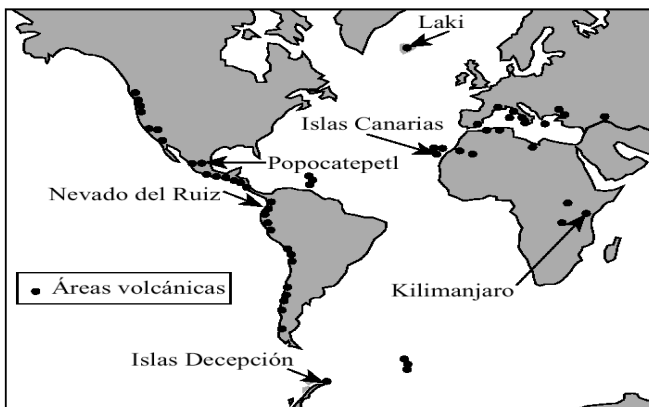 Laki
Islas Canarias
Popocatepetl
Nevado del Ruiz
Áreas volcánicas
Kilimanjaro
Islas Decepción